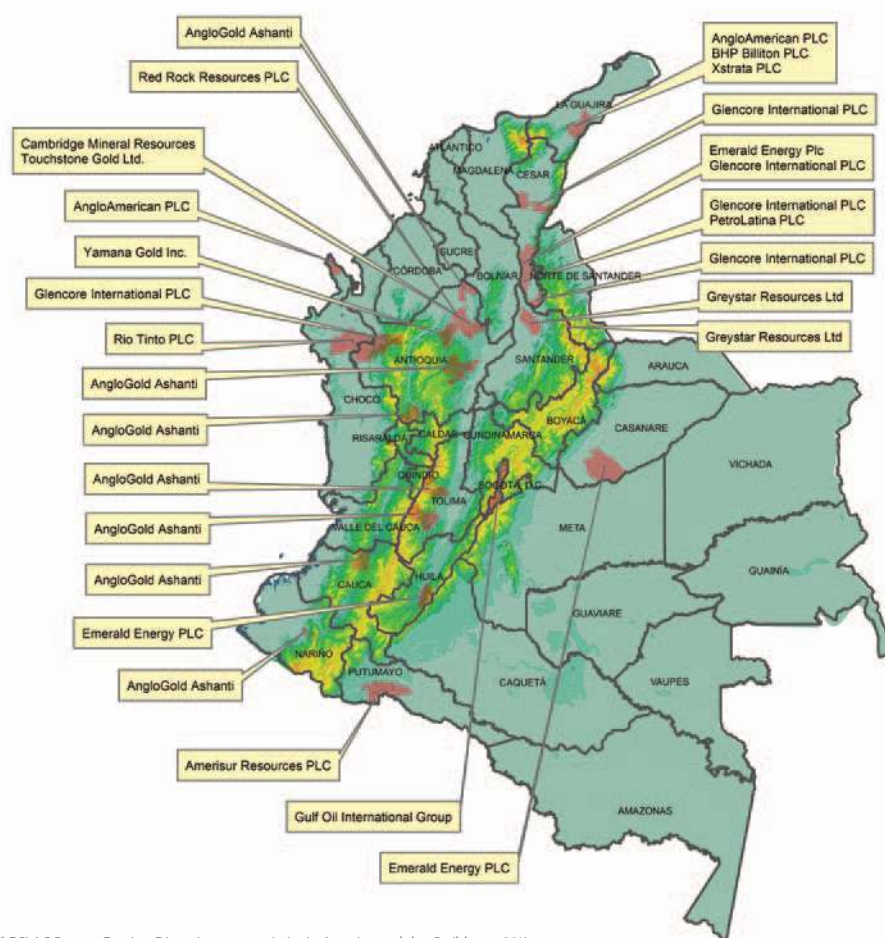 AngloGold Ashanti
Red Rock Resources PLC
Cambridge Mineral Resources
Touchstone Gold Ltd.
AngloAmerican PLC
Yamana Gold Inc.
Glencore International PLC
Rio Tinto PLC
AngloGold Ashanti
AngloGold Ashanti
AngloGold Ashanti
AngloGold Ashanti
AngloGold Ashanti
Emerald Energy PLC
AngloGold Ashanti
Amerisur Resources PLC
Gulf Oil International Group
Emerald Energy PLC
AngloAmerican PLC
BHP Billiton PLC
Xstrata PLC
Glencore International PLC
Emerald Energy Plc
Glencore International PLC
Glencore International PLC
PetroLatina PLC
Glencore International PLC
Greystar Resources Ltd
Greystar Resources Ltd
LA GUAJIRA
ATLÁNTICO
MAGDALENA
CESAR
SUCRE
CÓRDOBA
BOLÍVAR
NORTE DE SANTANDER
ANTIOQUIA
SANTANDER
ARAUCA
CHOCÓ
BOYACÁ
CASANARE
RISARALDA
CALDAS
CUNDINAMARCA
VICHADA
QUINDÍO
BOGOTÁ, D.C.
TOLIMA
VALLE DEL CAUCA
META
GUAINÍA
CAUCA
HUILA
GUAVIARE
NARIÑO
PUTUMAYO
CAQUETÁ
VAUPÉS
AMAZONAS